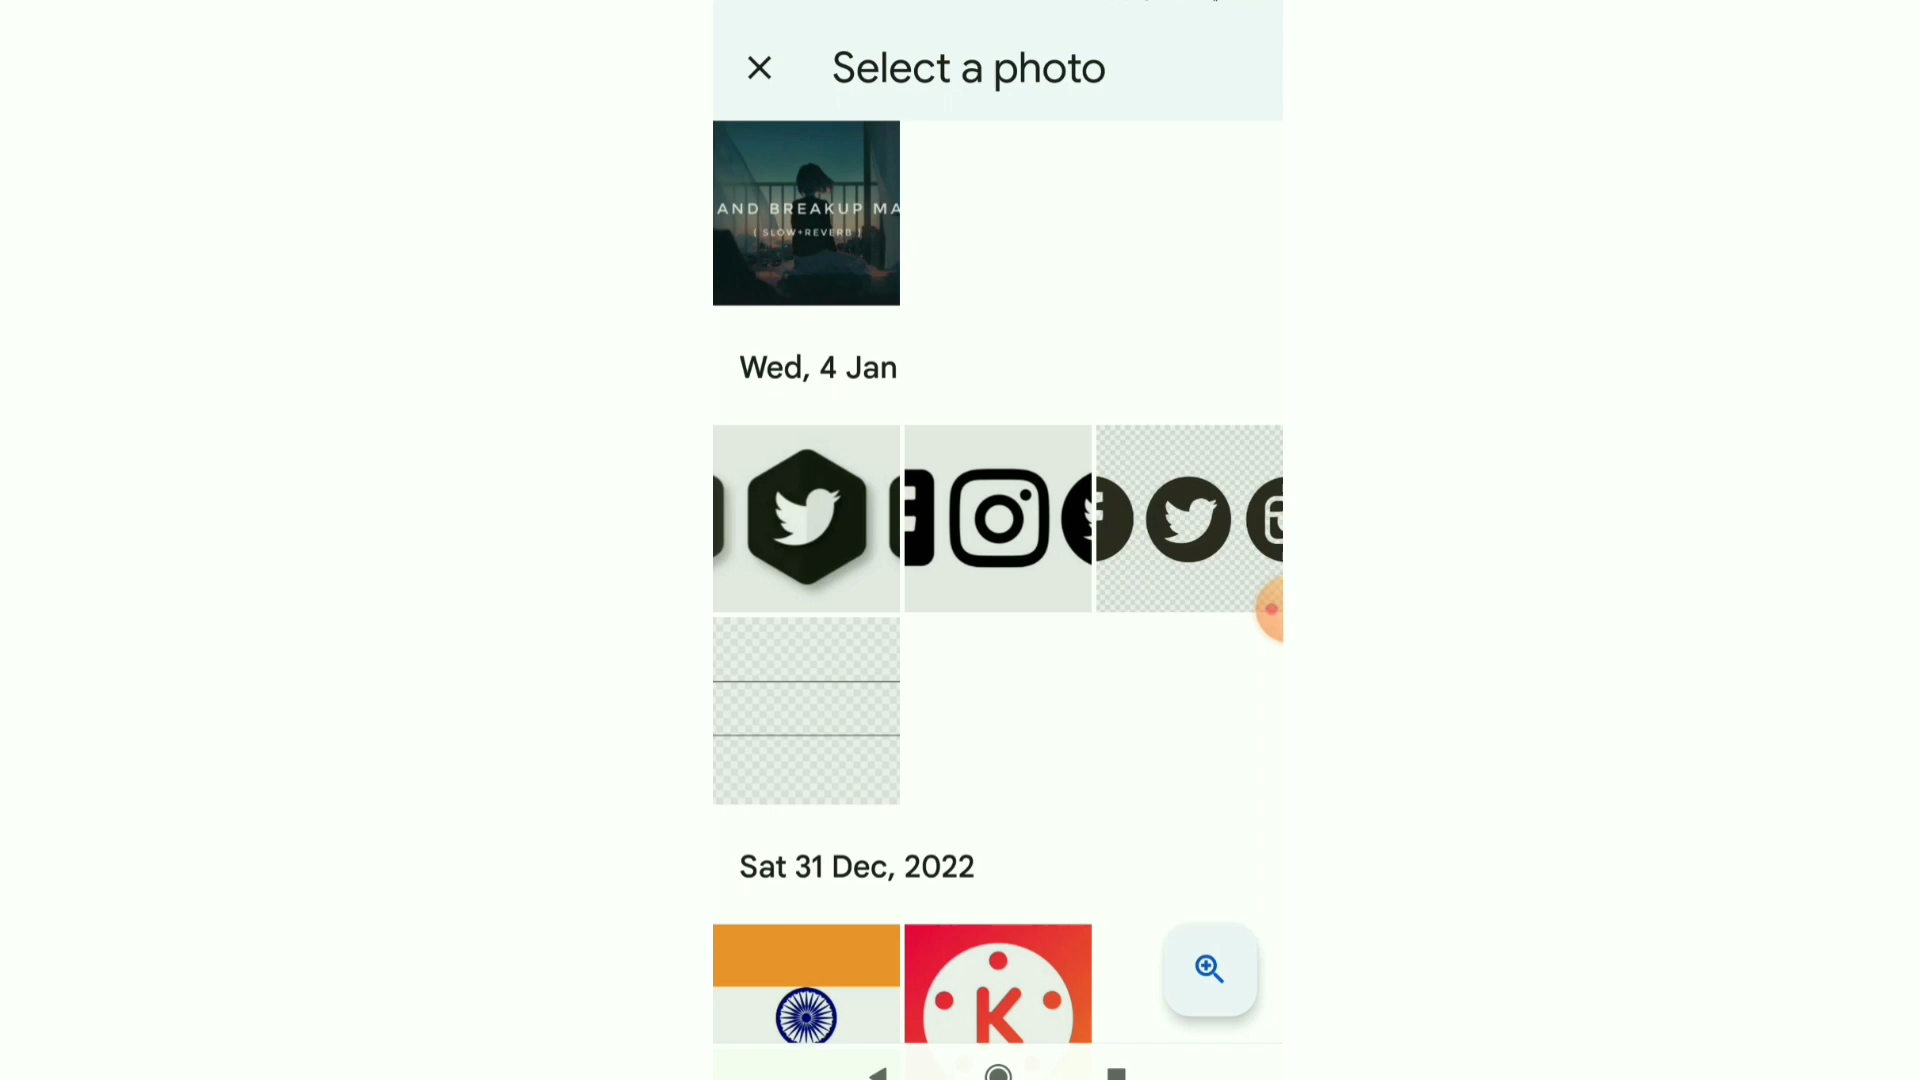 Select a photo
AND BREAKUP MA
( SLOW+REVERB )
Wed, 4 Jan
Sat 31 Dec, 2022
K